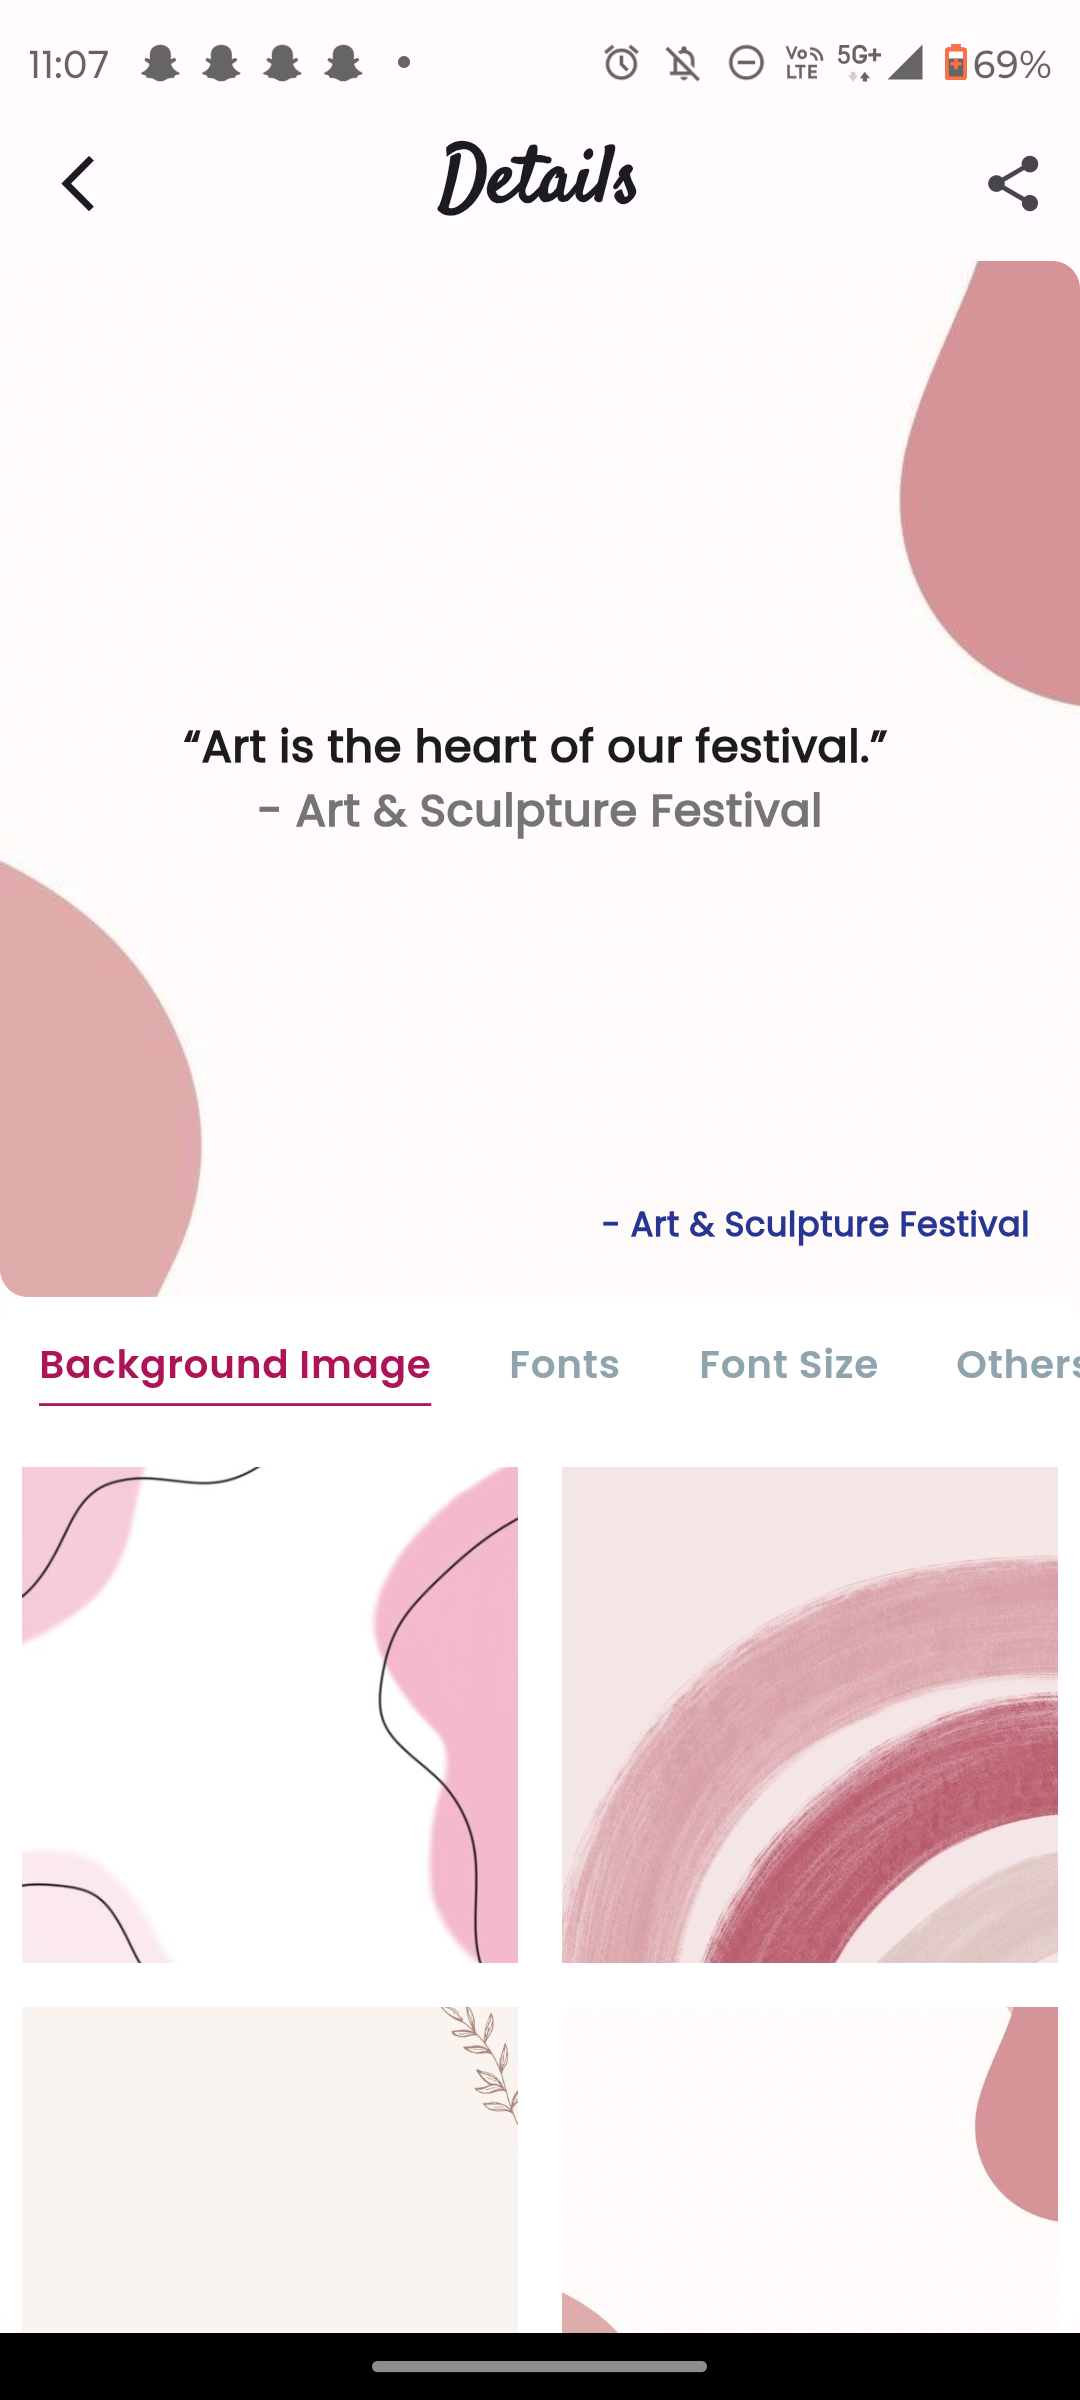 11:07
Vo LTE 5G+ 69%
Details
“Art is the heart of our festival.”
- Art & Sculpture Festival
- Art & Sculpture Festival
Background Image Fonts Font Size Others